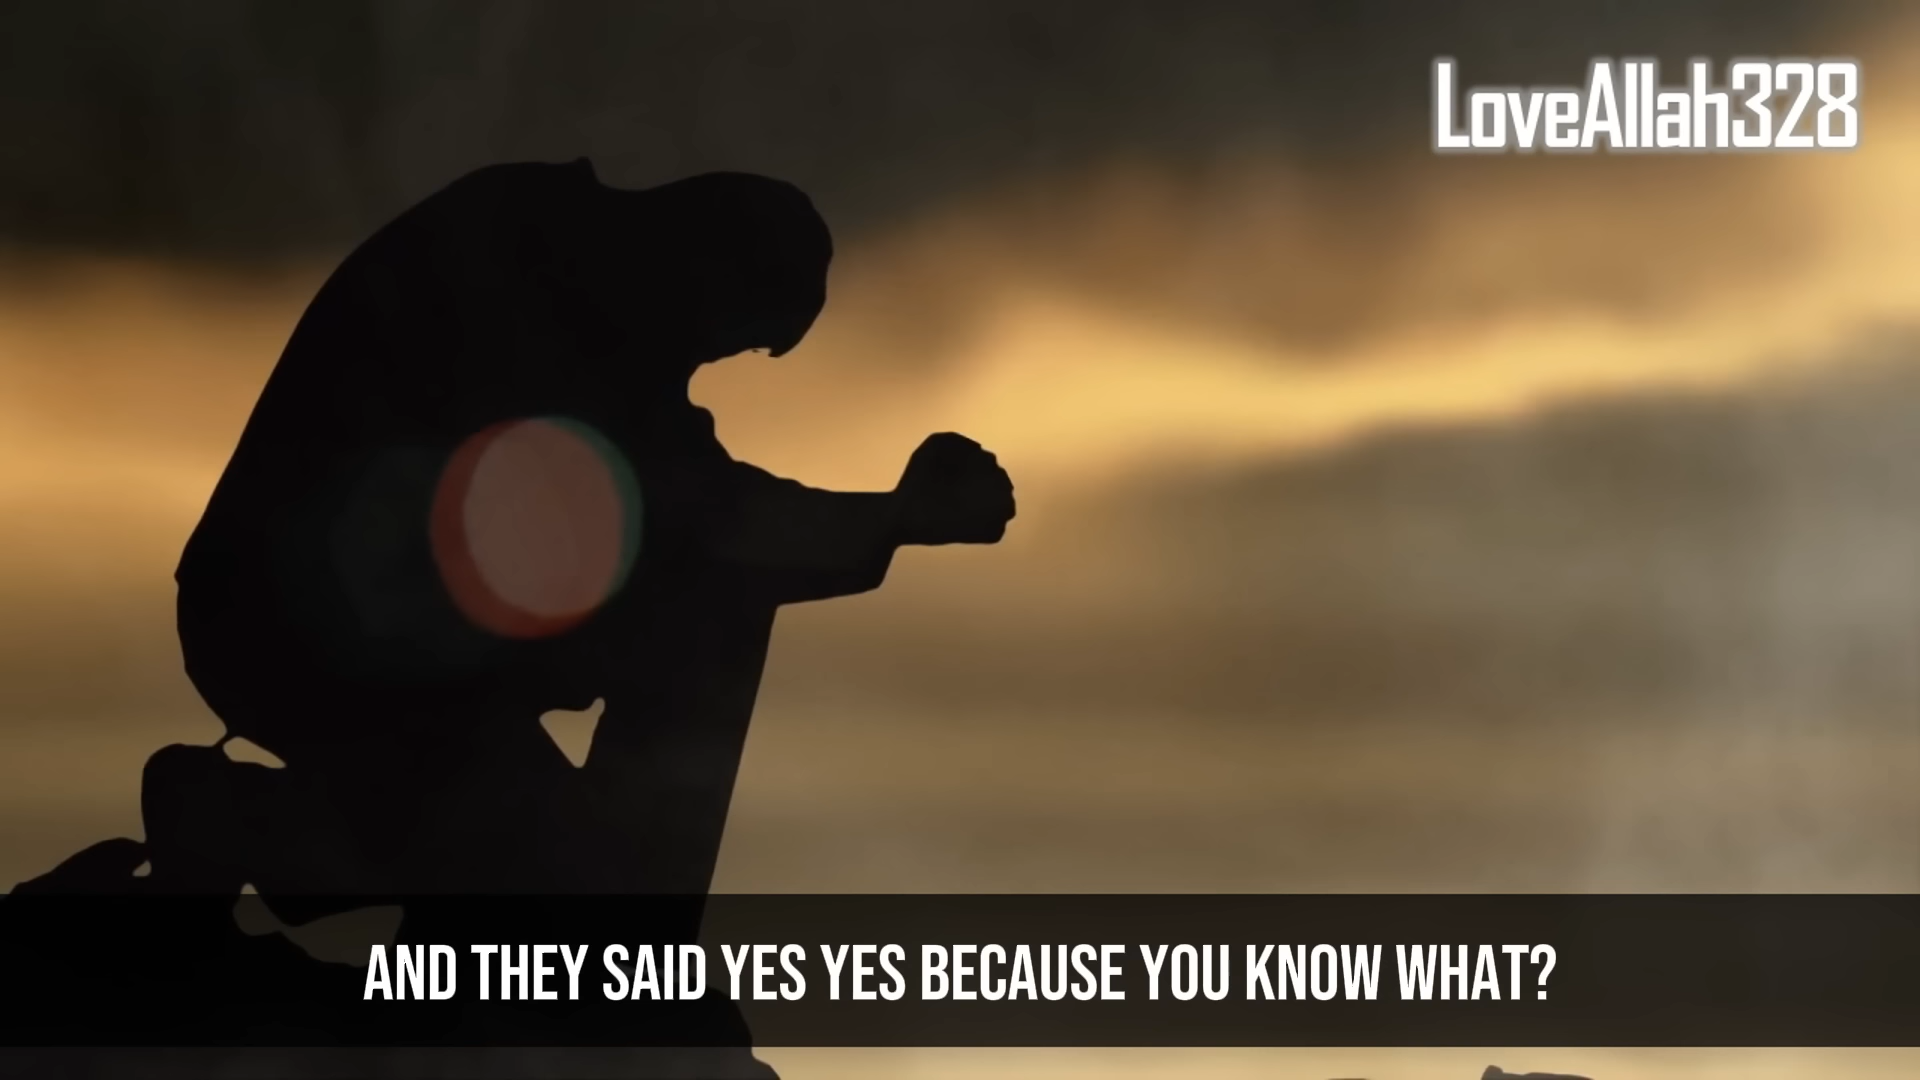 LoveAllah328
AND THEY SAID YES YES BECAUSE YOU KNOW WHAT?